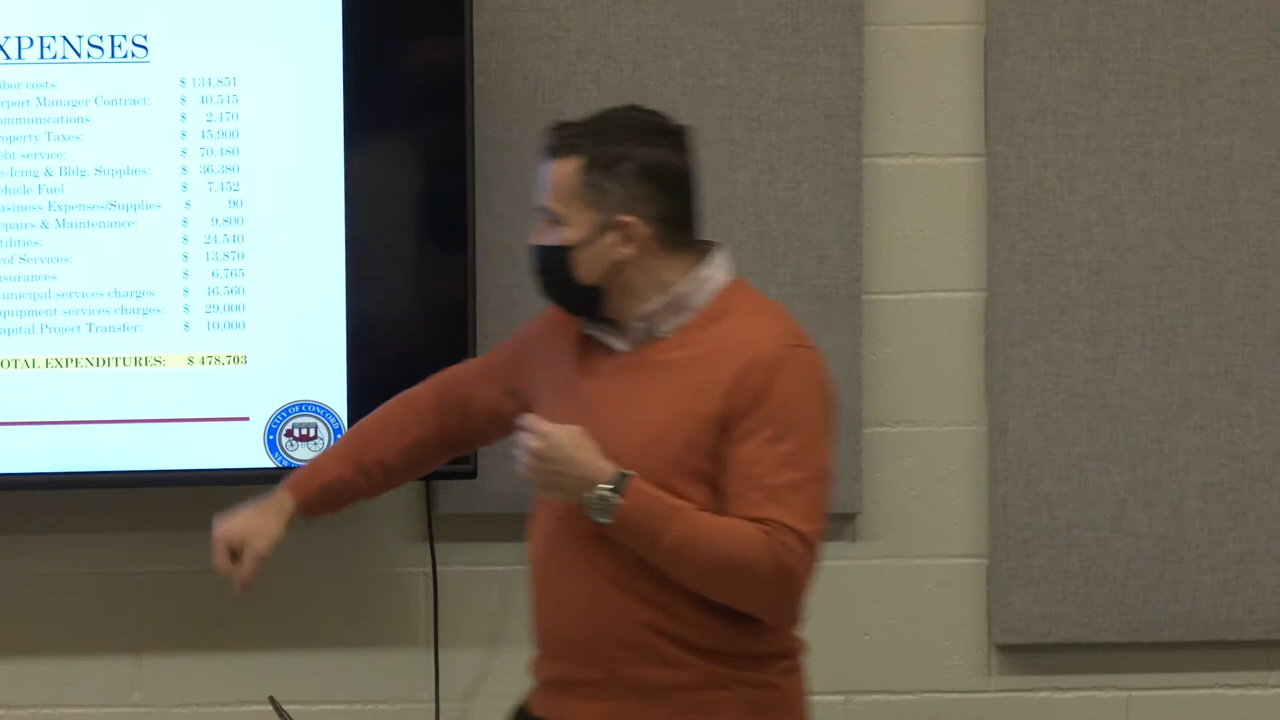 XPENSES
abor costs: $ 134,851
rport Manager Contract: $ 40,545
ommunications $ 2,470
roperty Taxes: $ 45,900
ebt service: $ 70,480
e-Icing & Bldg. Supplies: $ 36,380
ehicle Fuel $ 7,452
usiness Expenses/Supplies $ 90
epairs & Maintenance: $ 9,800
tilities: $ 24,540
rof Services: $ 13,870
nsurances $ 6,765
unicipal services charges $ 46,560
quipment services charges: $ 29,000
apital Project Transfer: $ 10,000
OTAL EXPENDITURES: $ 478,703
CITY OF CONCORD
NEW